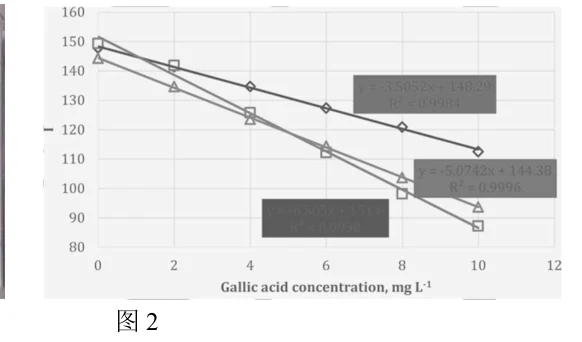 160
150
140
130
120
110
100
90
80
I
y = -3.5052x + 148.29
R² = 0.9984
y = -5.0742x + 144.38
R² = 0.9996
0 2 4 6 8 10 12
Gallic acid concentration, mg L⁻¹
图 2